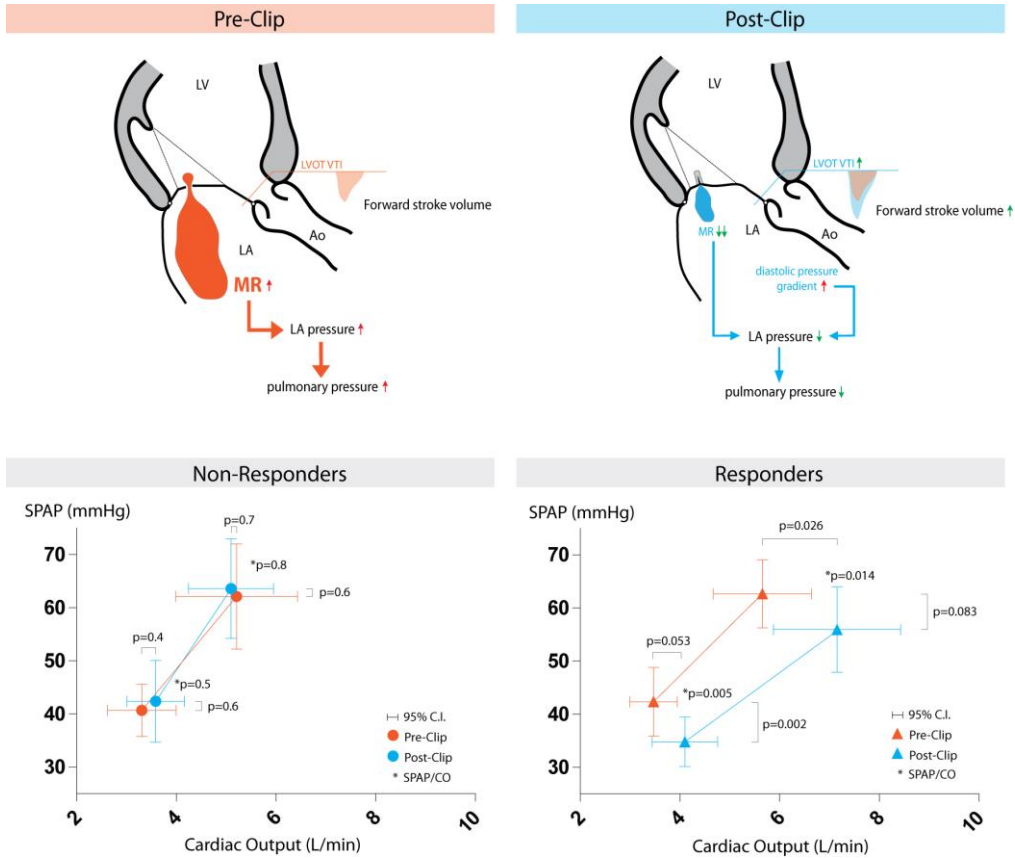 Pre-Clip
LV
LVOT VTI
Forward stroke volume
LA
Ao
MR ↑
LA pressure ↑
pulmonary pressure ↑
Post-Clip
LV
LVOT VTI ↑
Forward stroke volume ↑
MR ↓↓
LA
Ao
diastolic pressure
gradient ↑
LA pressure ↓
pulmonary pressure ↓
Non-Responders
SPAP (mmHg)
p=0.7
70
*p=0.8
p=0.6
60
50
p=0.4
*p=0.5
p=0.6
40
30
95% C.I.
Pre-Clip
Post-Clip
* SPAP/CO
2
4
6
8
10
Cardiac Output (L/min)
Responders
SPAP (mmHg)
p=0.026
70
*p=0.014
p=0.083
60
50
p=0.053
*p=0.005
p=0.002
40
30
95% C.I.
Pre-Clip
Post-Clip
* SPAP/CO
2
4
6
8
10
Cardiac Output (L/min)